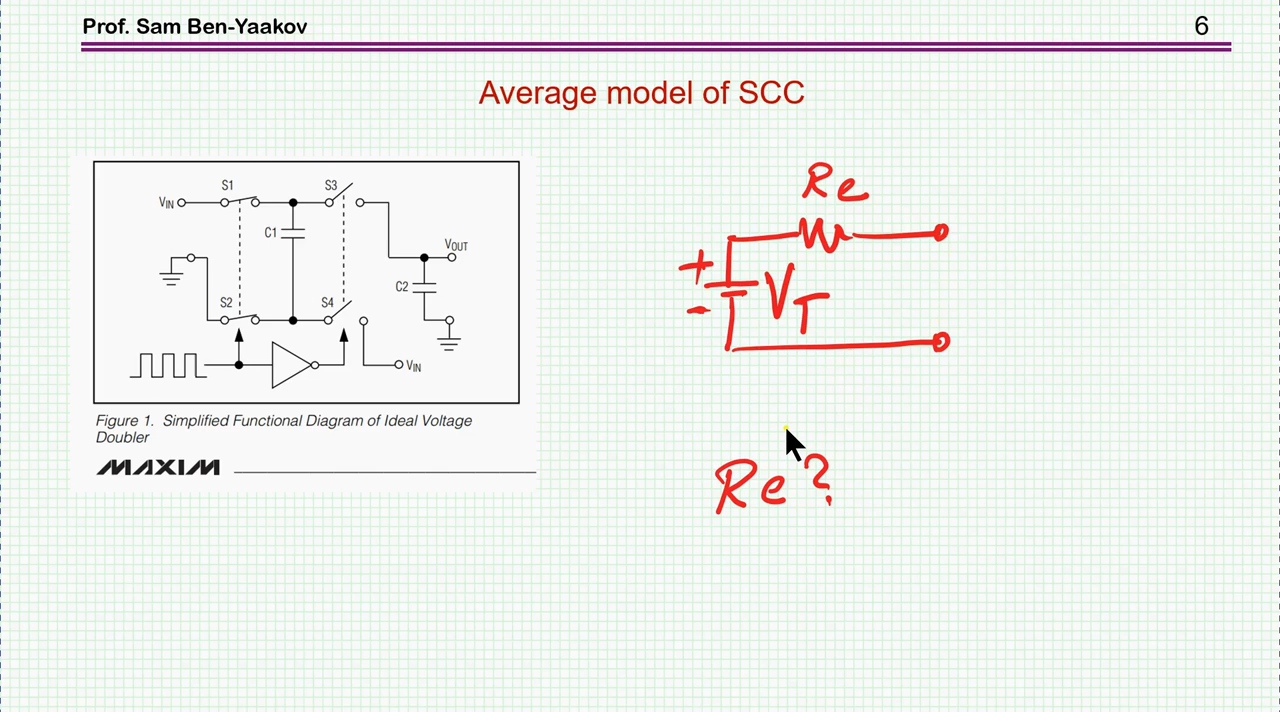 Prof. Sam Ben-Yaakov
6
Average model of SCC
S1
S3
VIN
C1
VOUT
C2
S2
S4
VIN
Figure 1. Simplified Functional Diagram of Ideal Voltage
Doubler
MAXIM
Re
+
-
VT
Re?